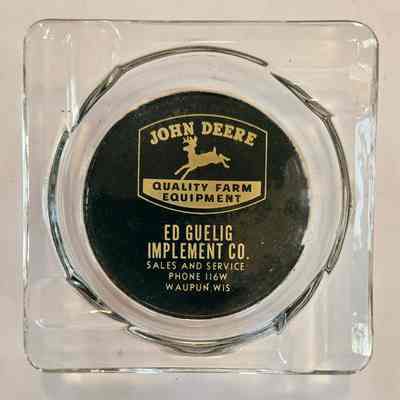 JOHN DEERE
QUALITY FARM
EQUIPMENT
ED GUELIG
IMPLEMENT CO.
SALES AND SERVICE
PHONE 116W
WAUPUN, WIS